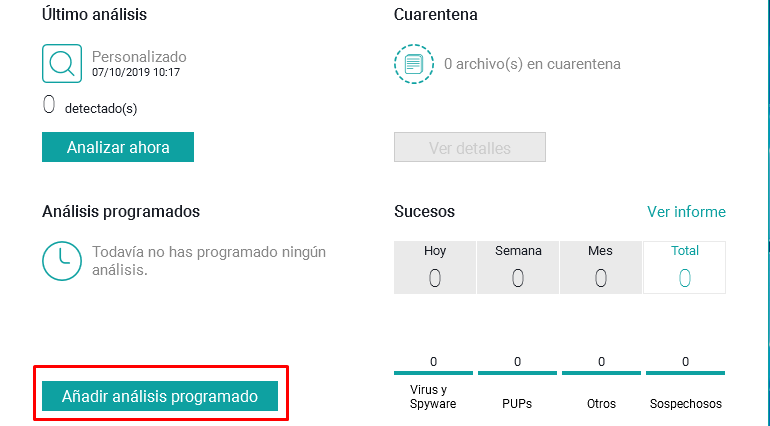 Último análisis
Personalizado
07/10/2019 10:17
0 detectado(s)
Analizar ahora
Cuarentena
0 archivo(s) en cuarentena
Ver detalles
Análisis programados
Todavía no has programado ningún
análisis.
Añadir análisis programado
Sucesos
Ver informe
Hoy Semana Mes Total
0 0 0 0
0 0 0 0
Virus y
Spyware PUPs Otros Sospechosos